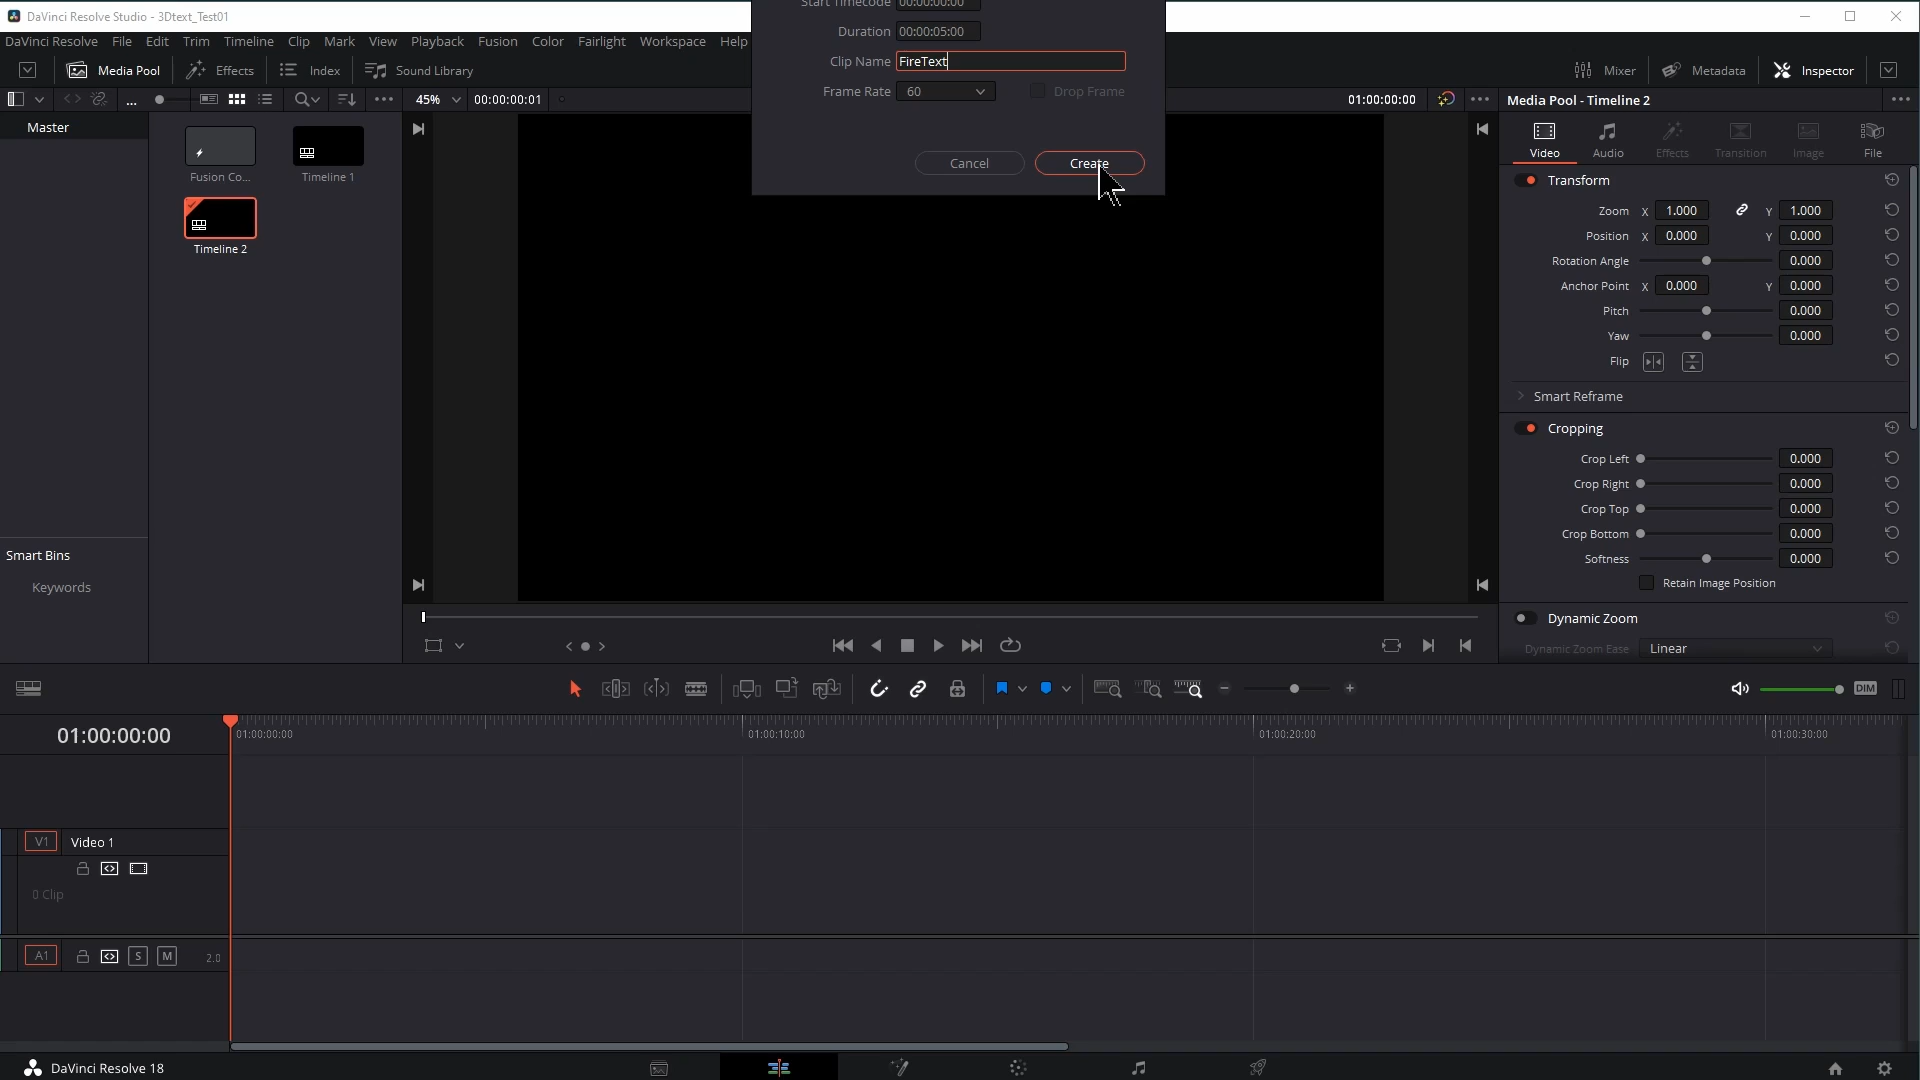 DaVinci Resolve Studio - 3Dtext_Test01
DaVinci Resolve File Edit Trim Timeline Clip Mark View Playback Fusion Color Fairlight Workspace Help
Start Timecode 00:00:00:00
Duration 00:00:05:00
Clip Name FireText
Frame Rate 60 Drop Frame
Cancel Create
Media Pool Effects Index Sound Library
Mixer Metadata Inspector
45% 00:00:00:01
01:00:00:00
Media Pool - Timeline 2
Master
Fusion Co... Timeline 1
Timeline 2
Smart Bins
Keywords
Video Audio Effects Transition Image File
Transform
Zoom X 1.000 Y 1.000
Position X 0.000 Y 0.000
Rotation Angle 0.000
Anchor Point X 0.000 Y 0.000
Pitch 0.000
Yaw 0.000
Flip
Smart Reframe
Cropping
Crop Left 0.000
Crop Right 0.000
Crop Top 0.000
Crop Bottom 0.000
Softness 0.000
Retain Image Position
Dynamic Zoom
Dynamic Zoom Ease Linear
DIM
01:00:00:00
01:00:00:00 01:00:10:00 01:00:20:00 01:00:30:00
V1 Video 1
0 Clip
A1 S M 2.0
DaVinci Resolve 18